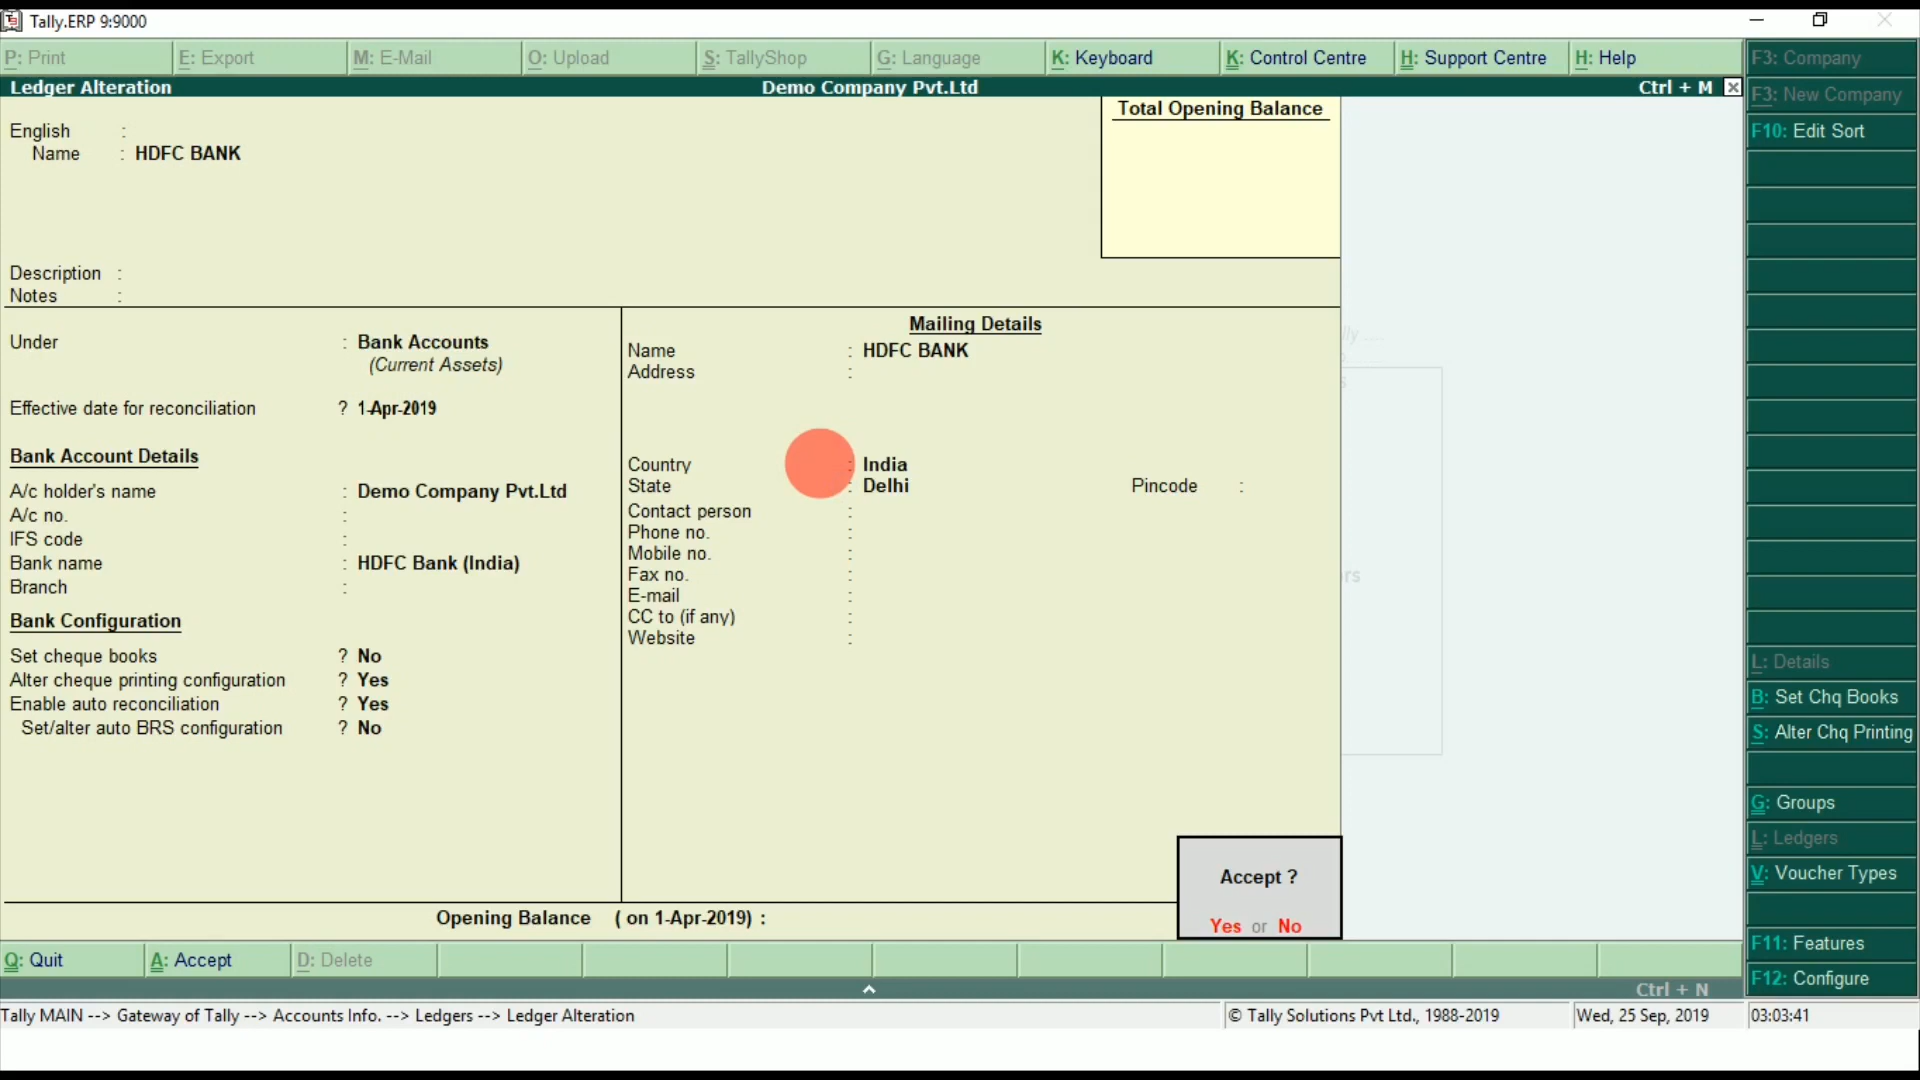 Tally.ERP 9:9000
P: Print E: Export M: E-Mail O: Upload S: TallyShop G: Language K: Keyboard K: Control Centre H: Support Centre H: Help
Ledger Alteration Demo Company Pvt.Ltd Ctrl + M
English :
Name : HDFC BANK
Total Opening Balance
Description :
Notes :
Under : Bank Accounts
(Current Assets)
Effective date for reconciliation ? 1-Apr-2019
Bank Account Details
A/c holder's name : Demo Company Pvt.Ltd
A/c no. :
IFS code :
Bank name : HDFC Bank (India)
Branch :
Bank Configuration
Set cheque books ? No
Alter cheque printing configuration ? Yes
Enable auto reconciliation ? Yes
Set/alter auto BRS configuration ? No
Mailing Details
Name : HDFC BANK
Address :
Country : India
State : Delhi Pincode :
Contact person :
Phone no. :
Mobile no. :
Fax no. :
E-mail :
CC to (if any) :
Website :
Opening Balance ( on 1-Apr-2019) :
Accept ?
Yes or No
F3: Company
F3: New Company
F10: Edit Sort
L: Details
B: Set Chq Books
S: Alter Chq Printing
G: Groups
L: Ledgers
V: Voucher Types
F11: Features
F12: Configure
Q: Quit A: Accept D: Delete
Ctrl + N
Tally MAIN --> Gateway of Tally --> Accounts Info. --> Ledgers --> Ledger Alteration © Tally Solutions Pvt Ltd., 1988-2019 Wed, 25 Sep, 2019 03:03:41